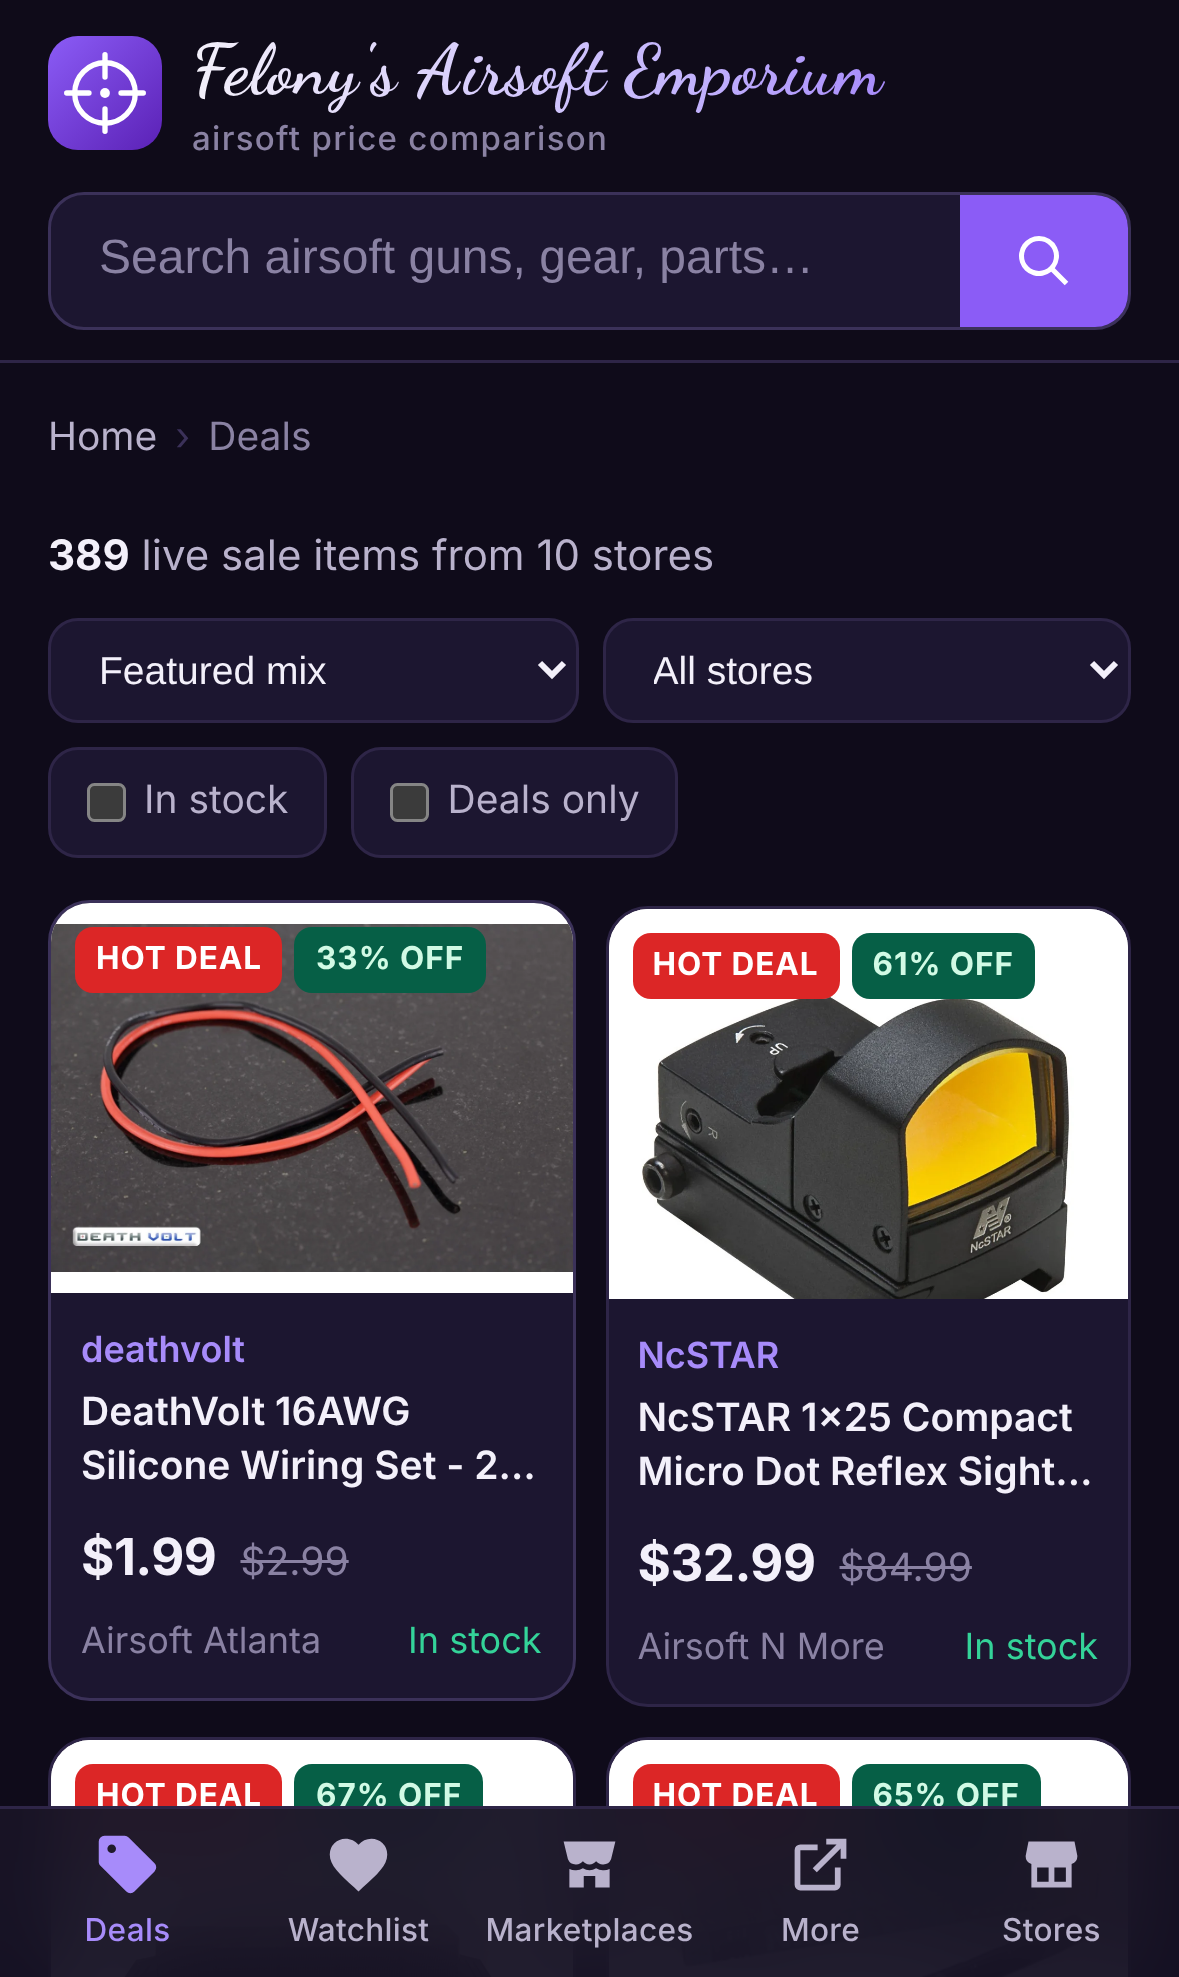 Felony's Airsoft Emporium
airsoft price comparison
Search airsoft guns, gear, parts...
Home › Deals
389 live sale items from 10 stores
Featured mix
All stores
In stock
Deals only
HOT DEAL
33% OFF
DEATH VOLT
deathvolt
DeathVolt 16AWG
Silicone Wiring Set - 2...
$1.99 $2.99
Airsoft Atlanta
In stock
HOT DEAL
61% OFF
UP
R
NcSTAR
NcSTAR
NcSTAR 1×25 Compact
Micro Dot Reflex Sight...
$32.99 $84.99
Airsoft N More
In stock
HOT DEAL
67% OFF
HOT DEAL
65% OFF
Deals
Watchlist
Marketplaces
More
Stores